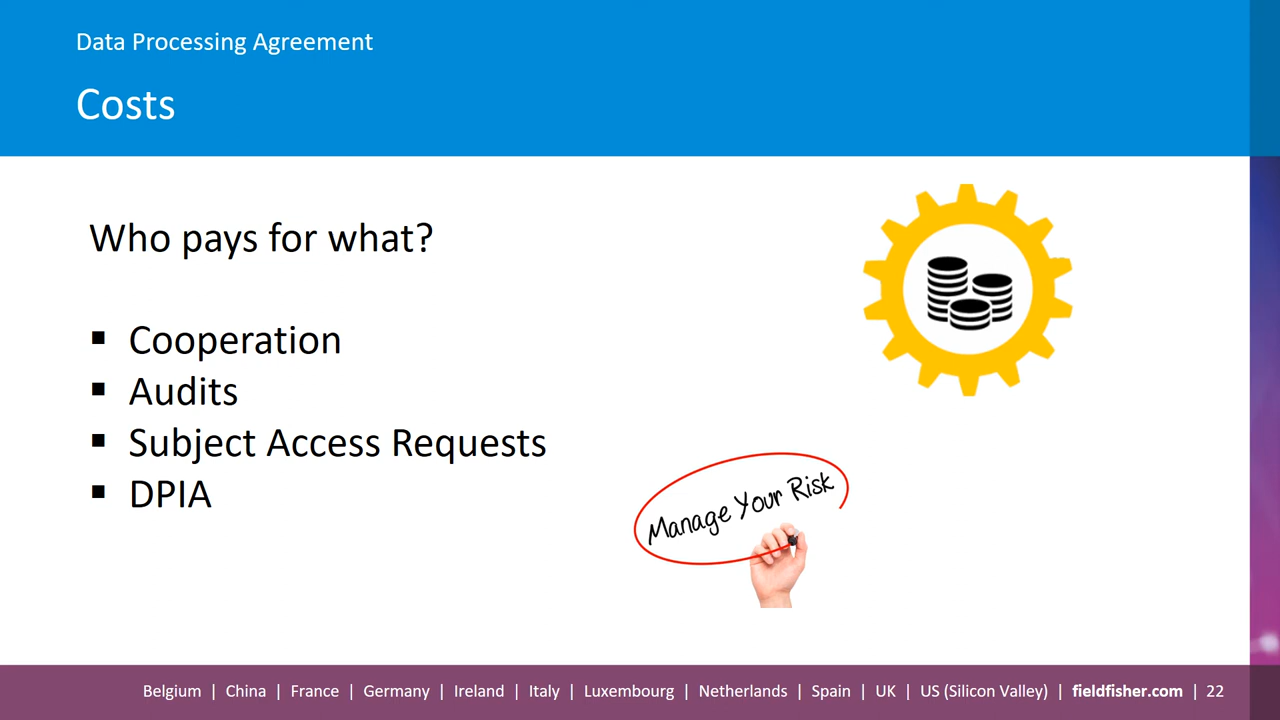 Data Processing Agreement
Costs
Who pays for what?
▪ Cooperation
▪ Audits
▪ Subject Access Requests
▪ DPIA
Manage Your Risk
Belgium | China | France | Germany | Ireland | Italy | Luxembourg | Netherlands | Spain | UK | US (Silicon Valley) | fieldfisher.com | 22